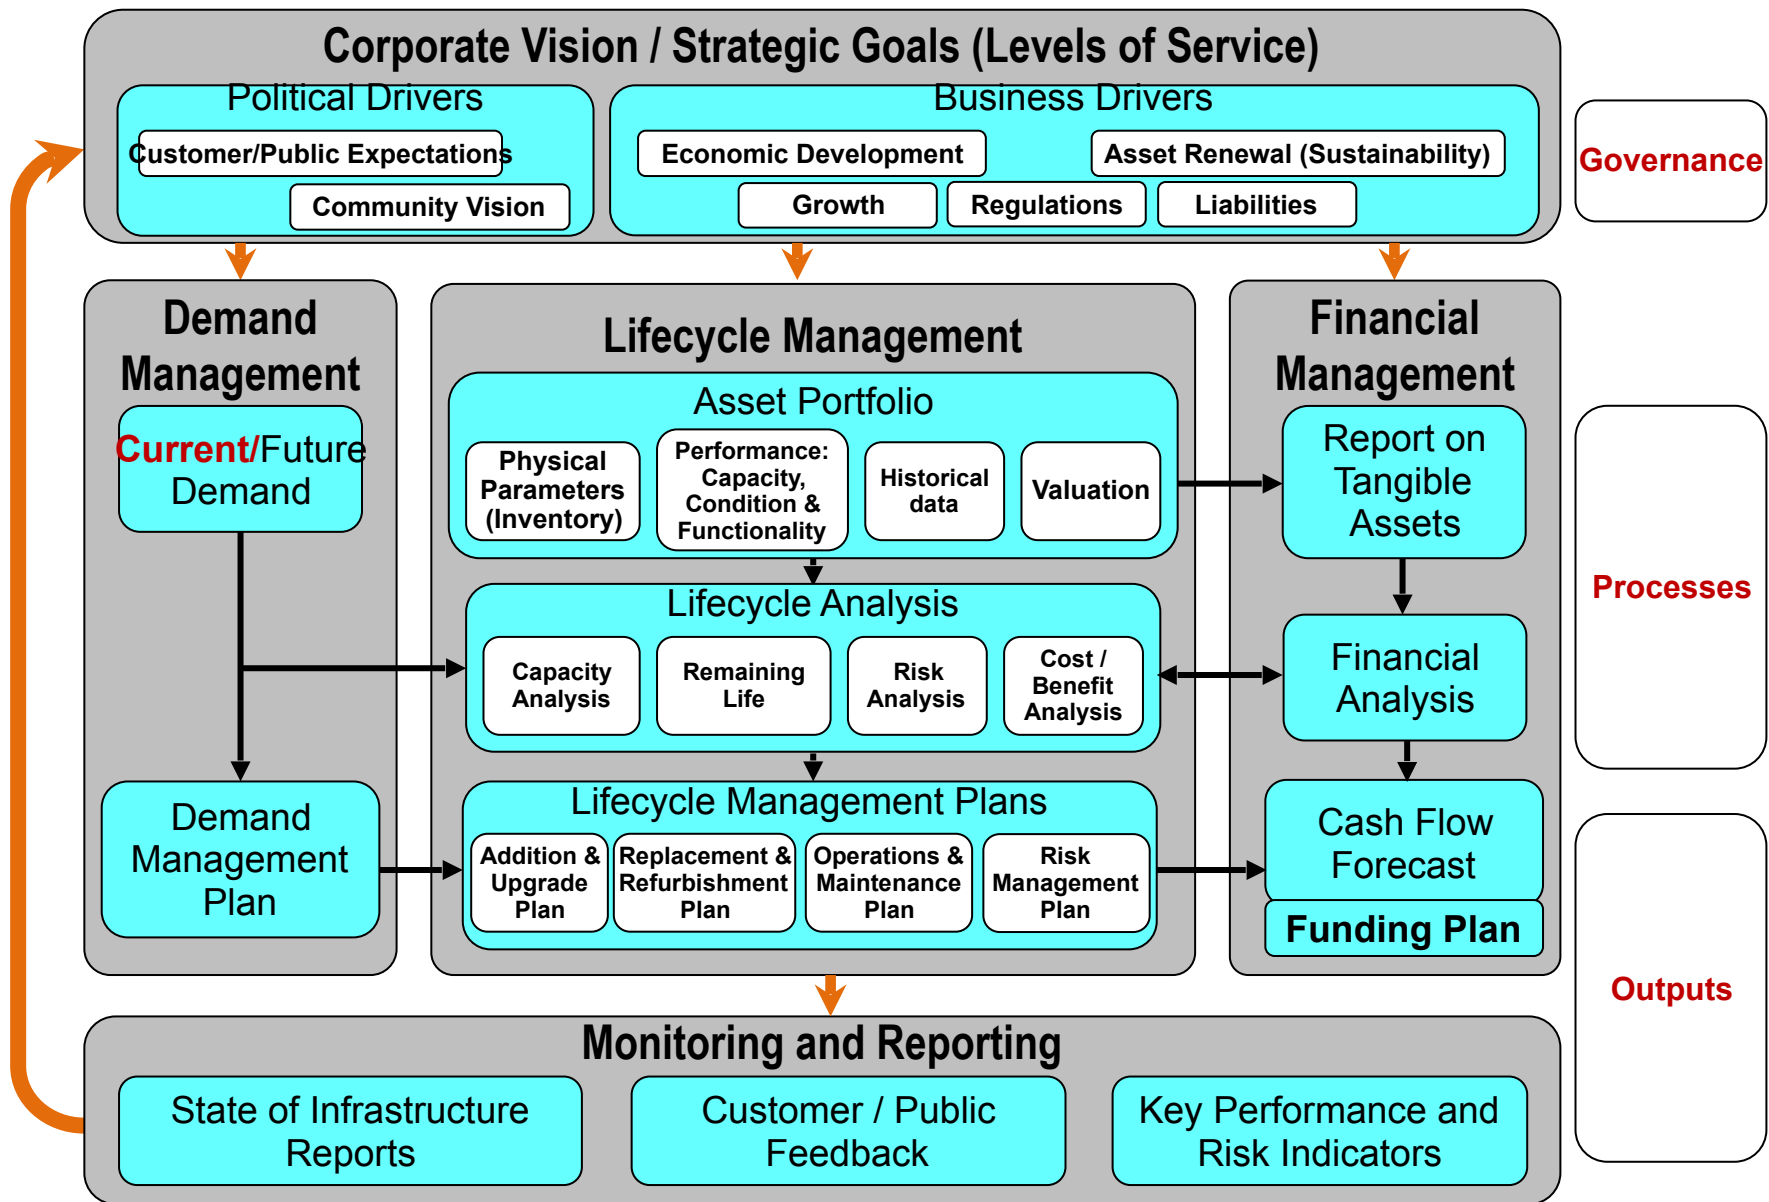 Corporate Vision / Strategic Goals (Levels of Service)
Political Drivers
Customer/Public Expectations
Community Vision
Business Drivers
Economic Development
Asset Renewal (Sustainability)
Growth
Regulations
Liabilities
Governance
Demand
Management
Current/Future
Demand
Demand
Management
Plan
Lifecycle Management
Asset Portfolio
Physical
Parameters
(Inventory)
Performance:
Capacity,
Condition &
Functionality
Historical
data
Valuation
Lifecycle Analysis
Capacity
Analysis
Remaining
Life
Risk
Analysis
Cost /
Benefit
Analysis
Lifecycle Management Plans
Addition &
Upgrade
Plan
Replacement &
Refurbishment
Plan
Operations &
Maintenance
Plan
Risk
Management
Plan
Financial
Management
Report on
Tangible
Assets
Financial
Analysis
Cash Flow
Forecast
Funding Plan
Processes
Outputs
Monitoring and Reporting
State of Infrastructure
Reports
Customer / Public
Feedback
Key Performance and
Risk Indicators